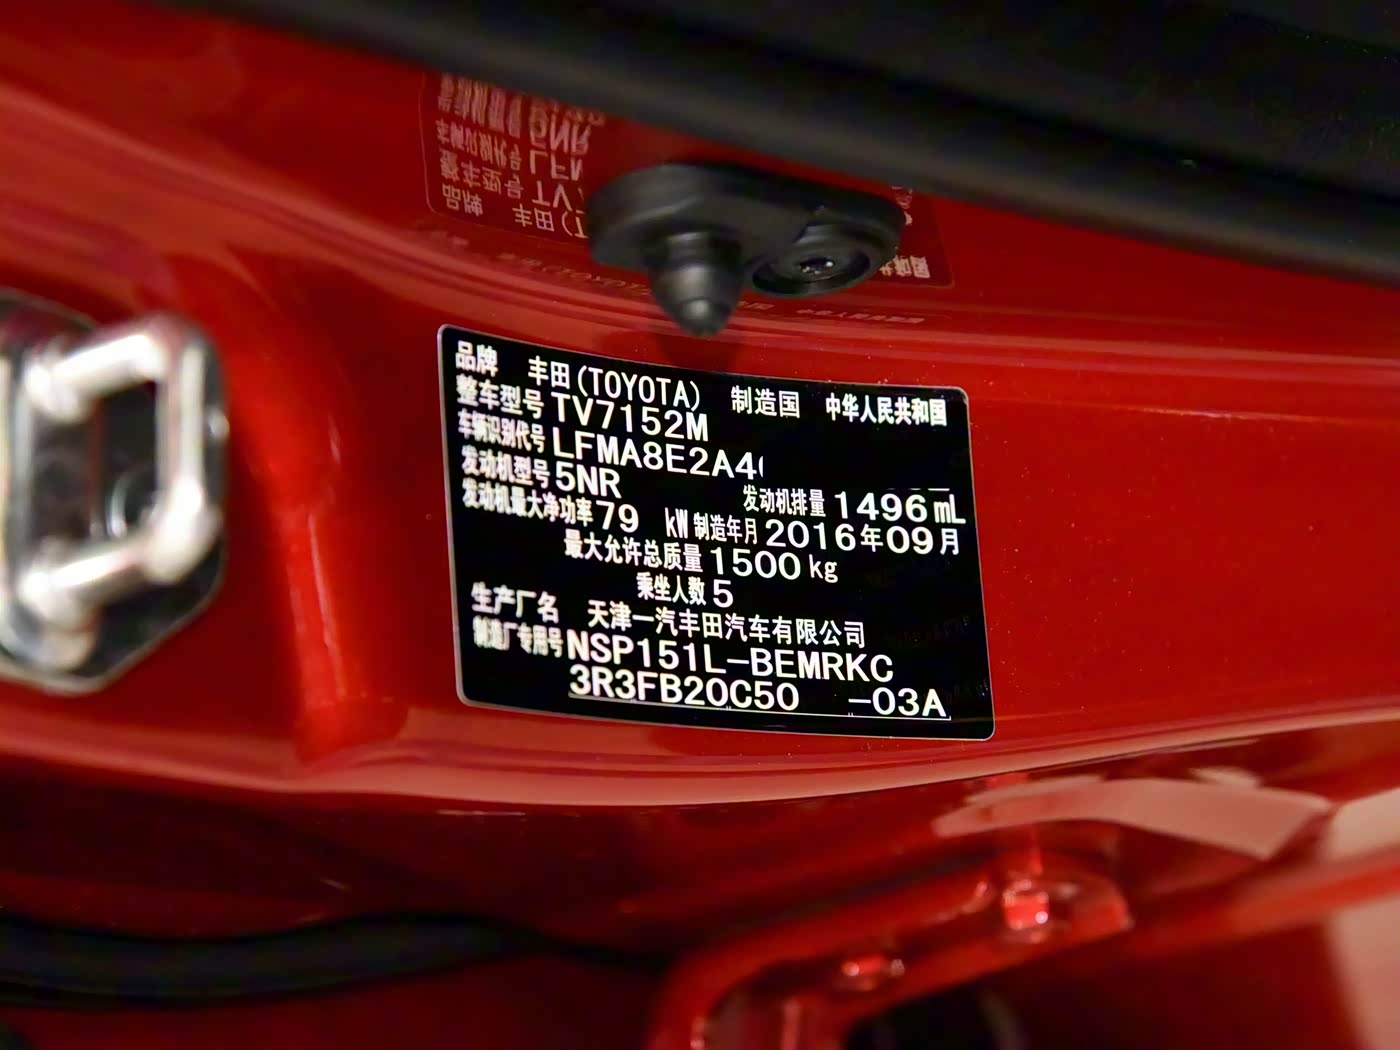 品牌 丰田(TOYOTA) 制造国 中华人民共和国
整车型号 TV7152M
车辆识别代号 LFMA8E2A4
发动机型号 5NR 发动机排量 1496 mL
发动机最大净功率 79 kW 制造年月 2016年09月
最大允许总质量 1500 kg
乘坐人数 5
生产厂名 天津一汽丰田汽车有限公司
制造厂专用号 NSP151L-BEMRKC
3R3FB20C50 -03A